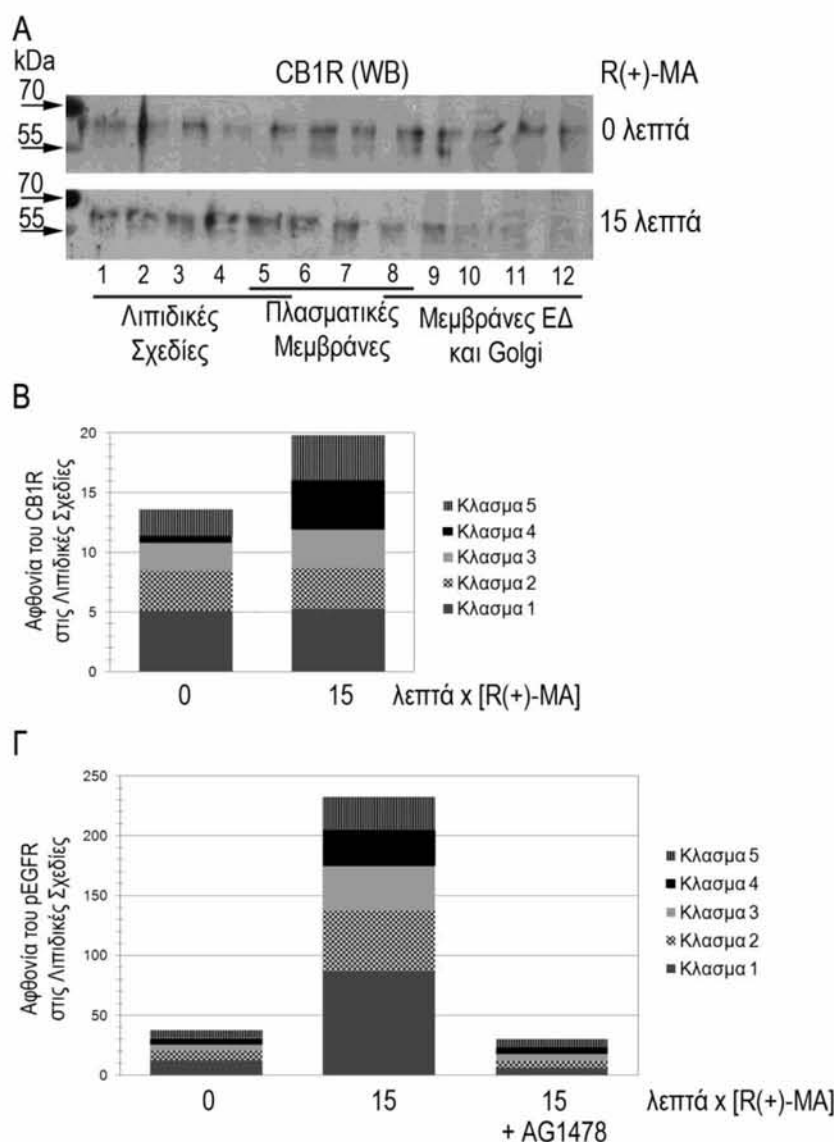 A
kDa
CB1R (WB)
R(+)-MA
70
55
0 λεπτά
70
55
15 λεπτά
1 2 3 4 5 6 7 8 9 10 11 12
Λιπιδικές
Σχεδίες
Πλασματικές
Μεμβράνες
Μεμβράνες ΕΔ
και Golgi
B
Αφθονία του CB1R
στις Λιπιδικές Σχεδίες
20
15
10
5
0
Κλασμα 5
Κλασμα 4
Κλασμα 3
Κλασμα 2
Κλασμα 1
0 15 λεπτά x [R(+)-MA]
Γ
Αφθονία του pEGFR
στις Λιπιδικές Σχεδίες
250
200
150
100
50
0
Κλασμα 5
Κλασμα 4
Κλασμα 3
Κλασμα 2
Κλασμα 1
0 15 15 λεπτά x [R(+)-MA]
+ AG1478